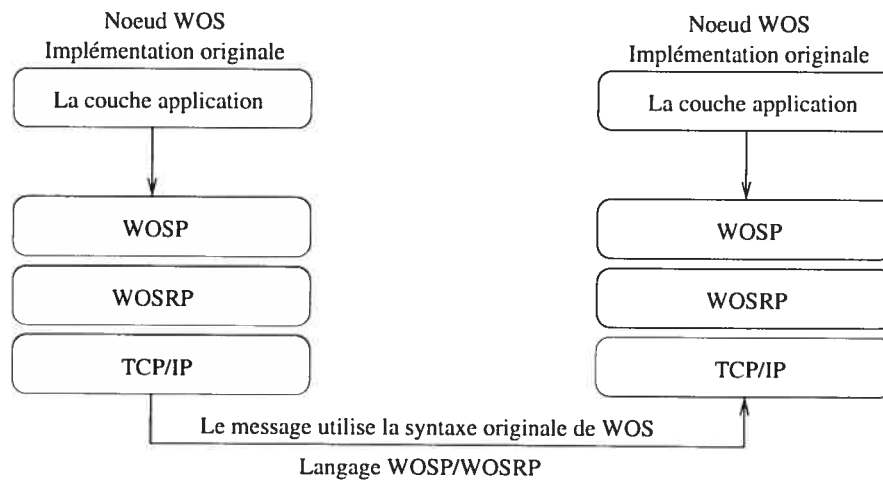 Noeud WOS
Implémentation originale
La couche application
WOSP
WOSRP
TCP/IP
Noeud WOS
Implémentation originale
La couche application
WOSP
WOSRP
TCP/IP
Le message utilise la syntaxe originale de WOS
Langage WOSP/WOSRP